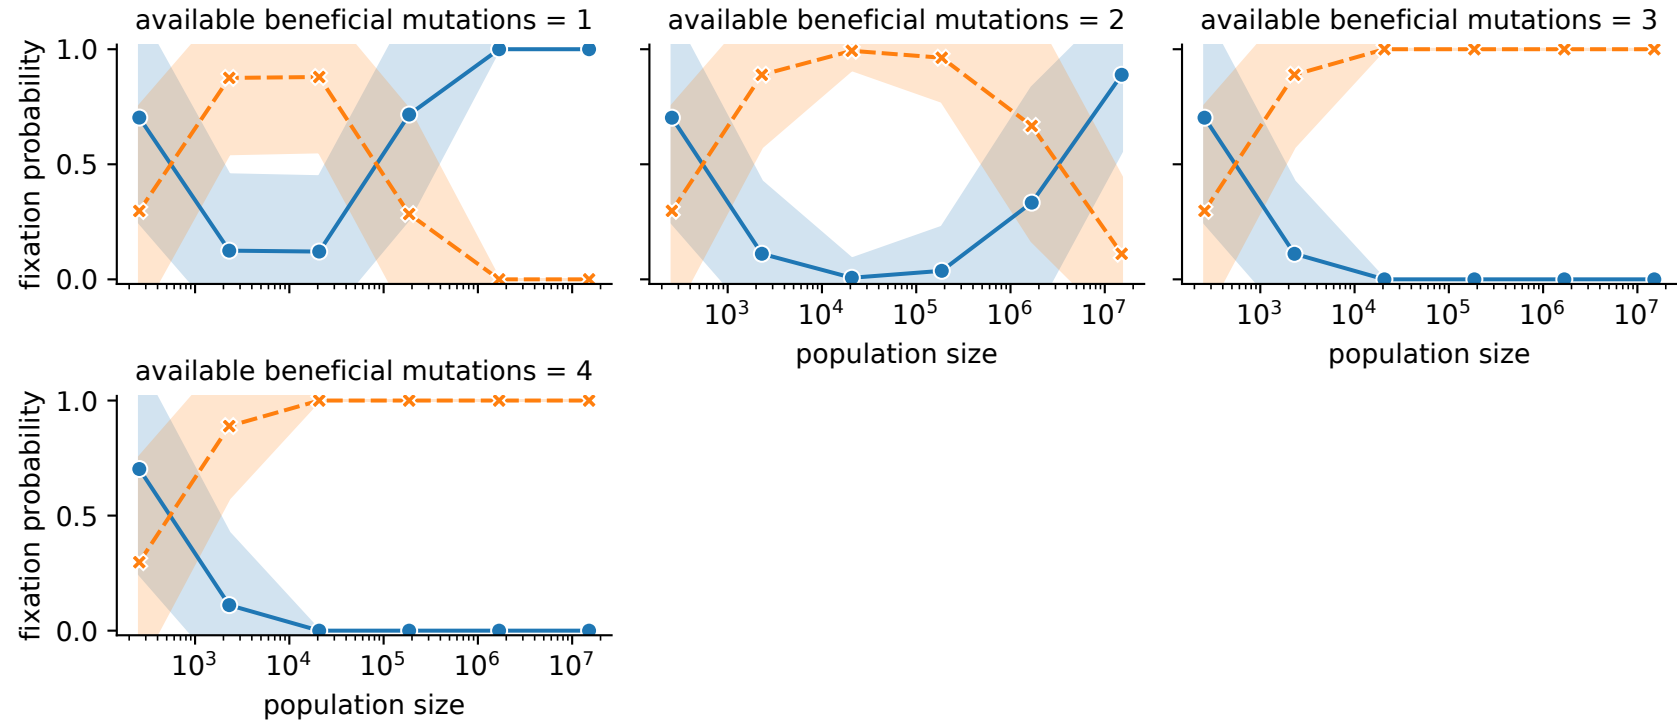 available beneficial mutations = 1
available beneficial mutations = 2
available beneficial mutations = 3
fixation probability
1.0
0.5
0.0
10³ 10⁴ 10⁵ 10⁶ 10⁷
population size
10³ 10⁴ 10⁵ 10⁶ 10⁷
population size
available beneficial mutations = 4
fixation probability
1.0
0.5
0.0
10³ 10⁴ 10⁵ 10⁶ 10⁷
population size